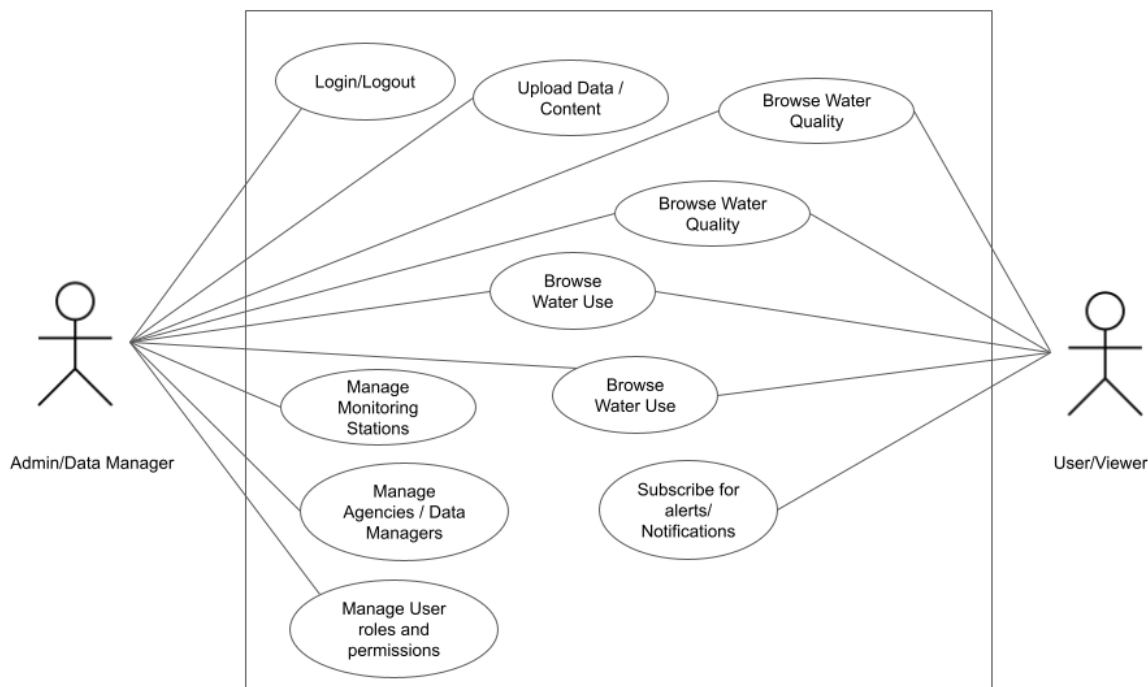 Login/Logout
Upload Data /
Content
Browse Water
Quality
Browse Water
Quality
Browse
Water Use
Manage
Monitoring
Stations
Browse
Water Use
Admin/Data Manager
User/Viewer
Manage
Agencies / Data
Managers
Subscribe for
alerts/
Notifications
Manage User
roles and
permissions